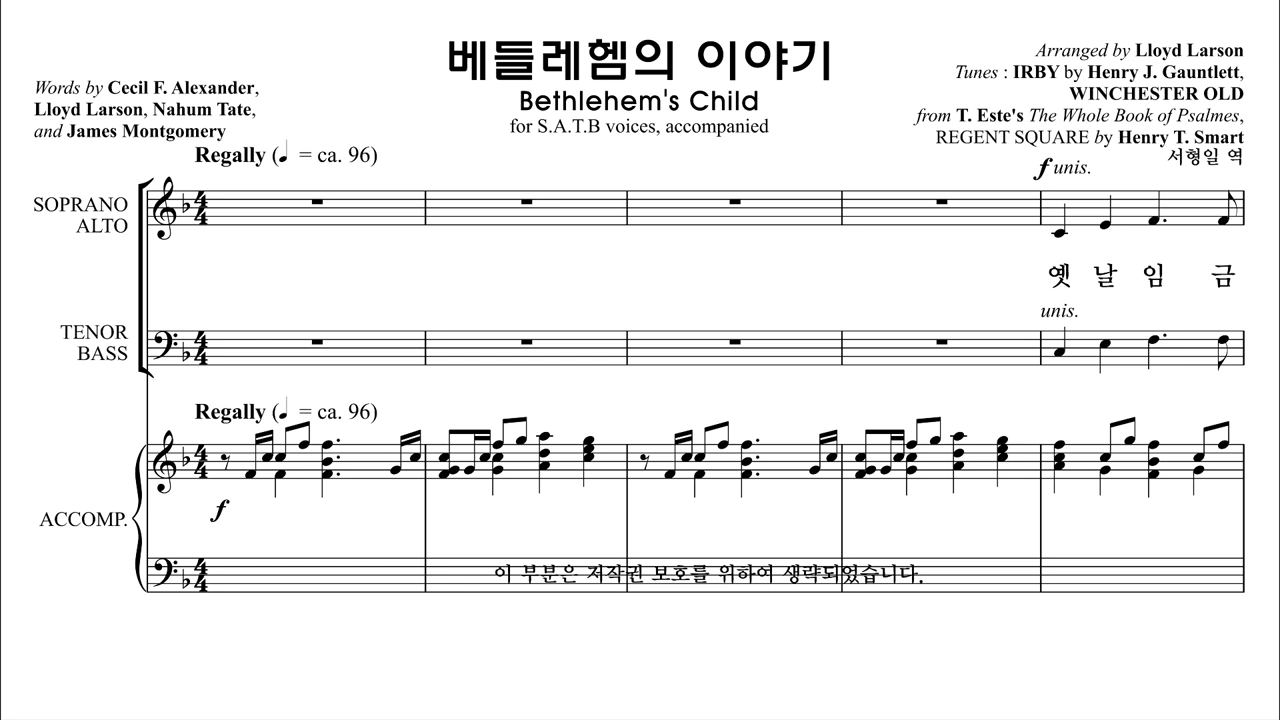 베들레헴의 이야기
Bethlehem's Child
for S.A.T.B voices, accompanied
Words by Cecil F. Alexander,
Lloyd Larson, Nahum Tate,
and James Montgomery
Arranged by Lloyd Larson
Tunes : IRBY by Henry J. Gauntlett,
WINCHESTER OLD
from T. Este's The Whole Book of Psalmes,
REGENT SQUARE by Henry T. Smart
서형일 역
Regally (♩ = ca. 96)
f unis.
SOPRANO
ALTO
옛 날 임 금
unis.
TENOR
BASS
Regally (♩ = ca. 96)
f
ACCOMP.
이 부분은 저작권 보호를 위하여 생략되었습니다.